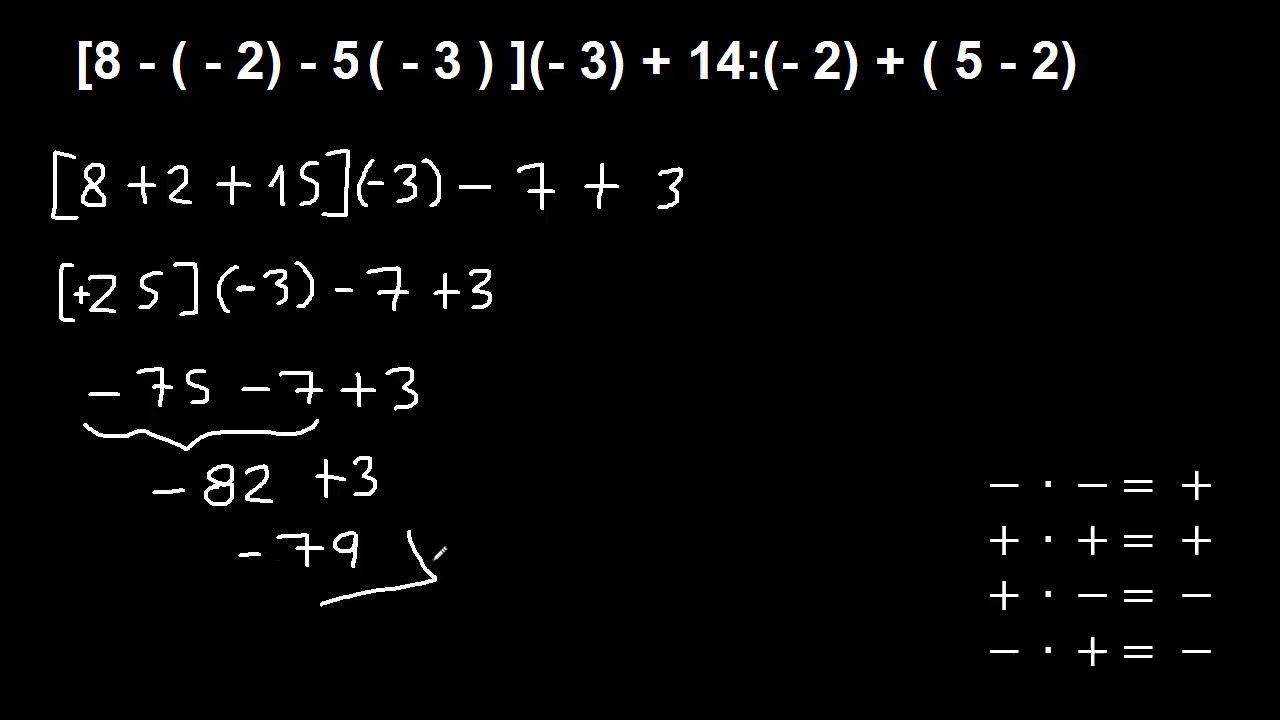 [8 - ( - 2) - 5 ( - 3 ) ](- 3) + 14:(- 2) + ( 5 - 2)
[8 + 2 + 15](-3) - 7 + 3
[+25](-3) - 7 + 3
- 75 - 7 + 3
- 82 + 3
- 79
- · - = +
+ · + = +
+ · - = -
- · + = -